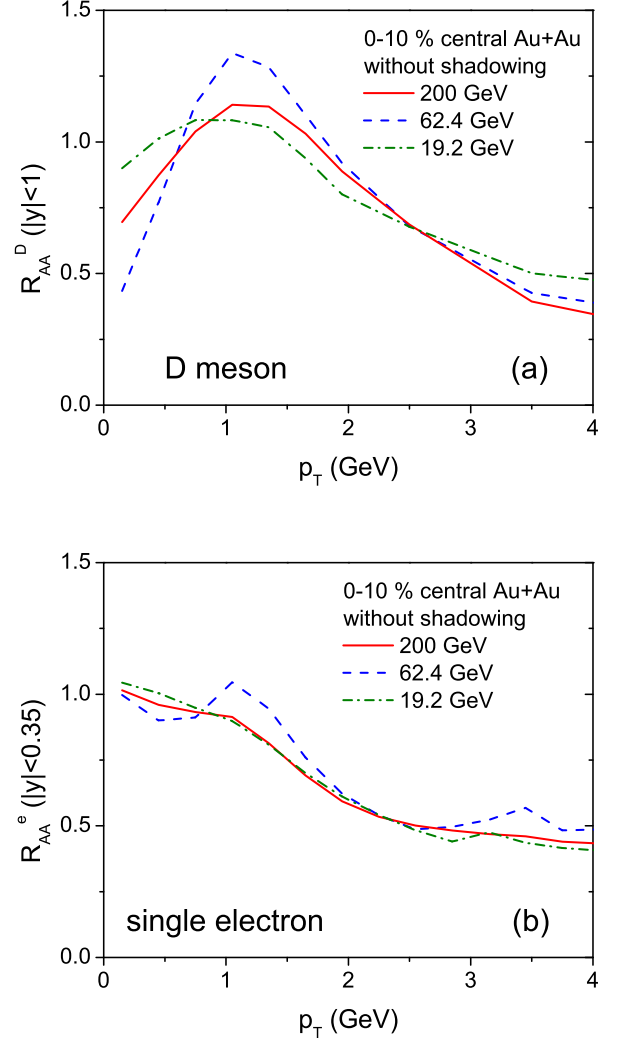 1.5
1.0
0.5
0.0
R_AA^D (|y|<1)
0-10 % central Au+Au
without shadowing
200 GeV
62.4 GeV
19.2 GeV
D meson
(a)
0 1 2 3 4
p_T (GeV)
1.5
1.0
0.5
0.0
R_AA^e (|y|<0.35)
0-10 % central Au+Au
without shadowing
200 GeV
62.4 GeV
19.2 GeV
single electron
(b)
0 1 2 3 4
p_T (GeV)